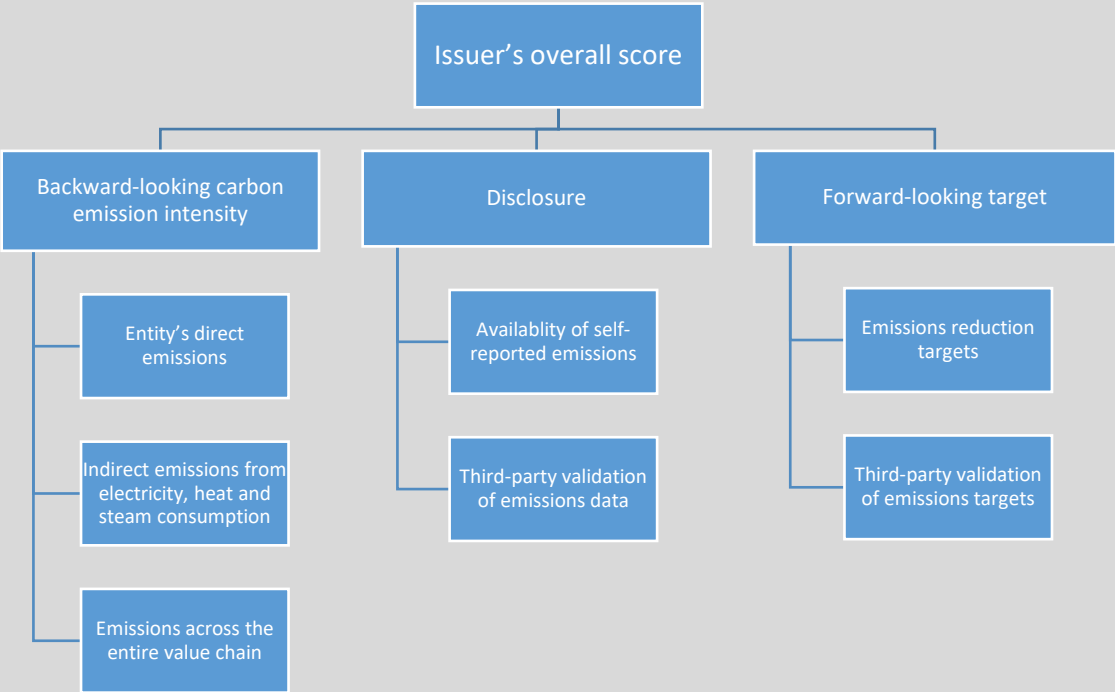 Issuer's overall score
Backward-looking carbon
emission intensity
Entity's direct
emissions
Indirect emissions from
electricity, heat and
steam consumption
Emissions across the
entire value chain
Disclosure
Availablity of self-
reported emissions
Third-party validation
of emissions data
Forward-looking target
Emissions reduction
targets
Third-party validation
of emissions targets